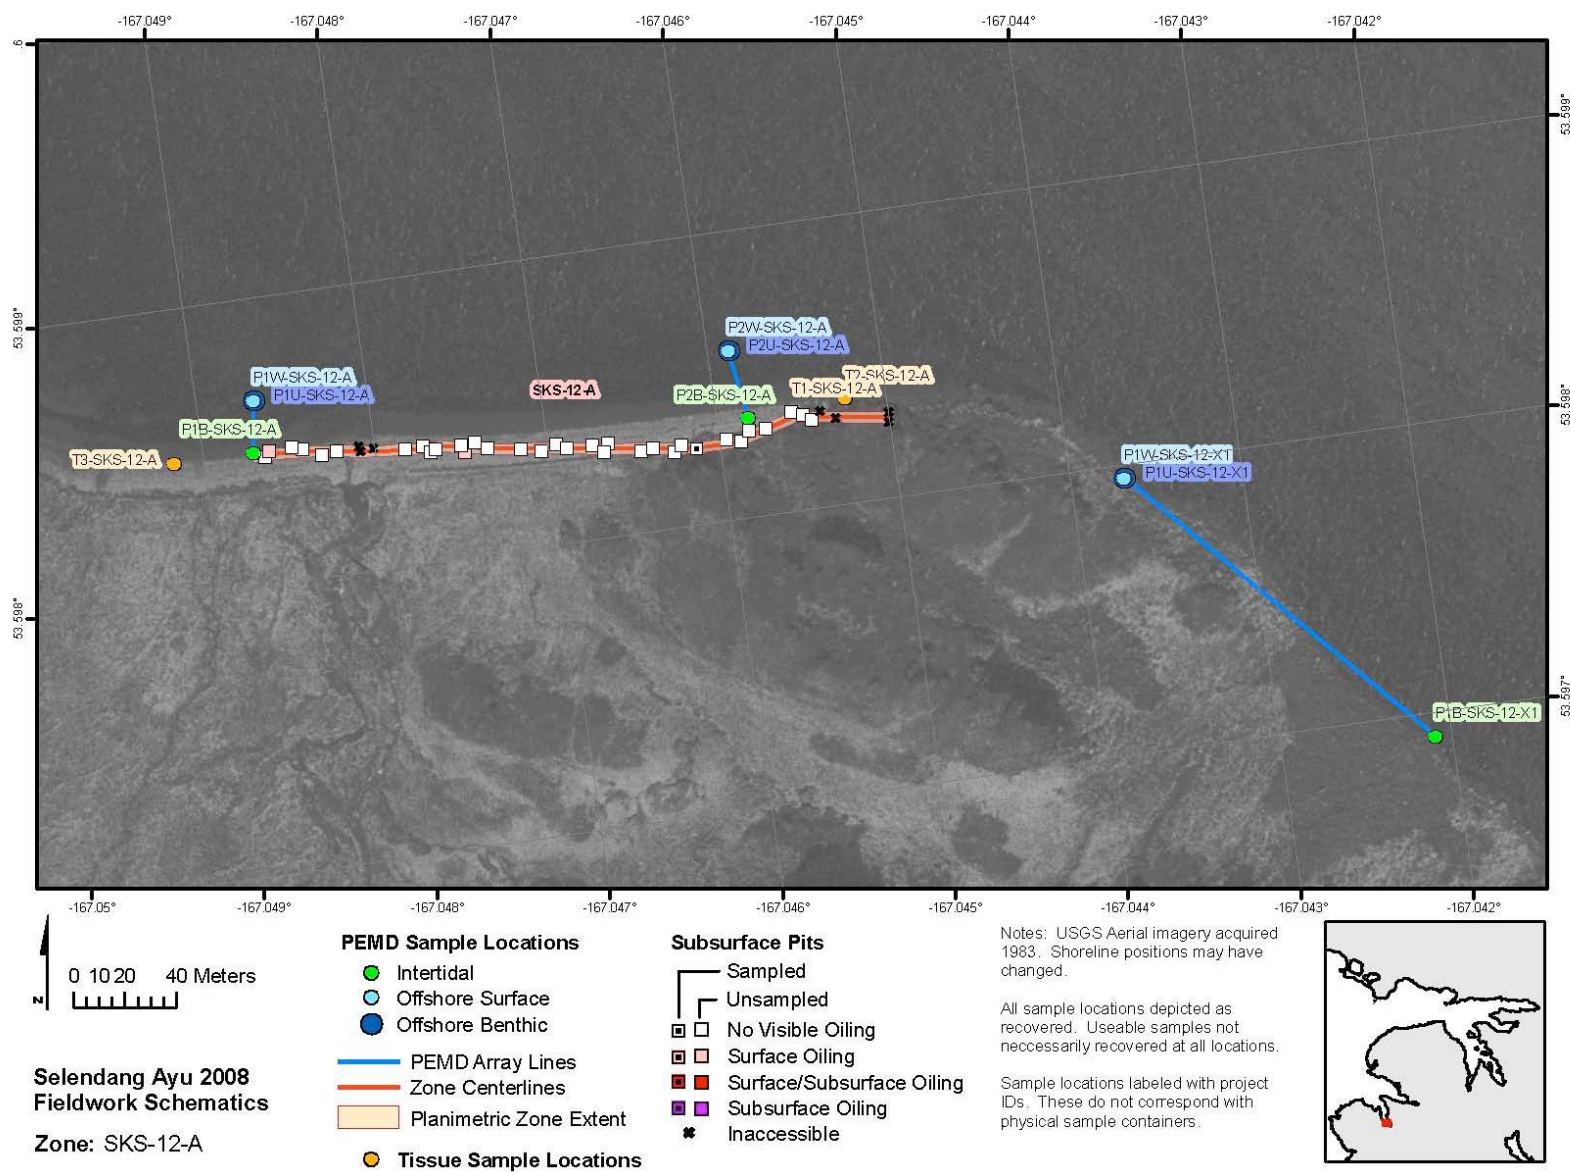 -167.049° -167.048° -167.047° -167.046° -167.045° -167.044° -167.043° -167.042°
.6
53.599°
53.599°
53.598°
53.598°
53.597°
P2W-SKS-12-A
P2U-SKS-12-A
P1W-SKS-12-A
P1U-SKS-12-A
SKS-12-A
T2-SKS-12-A
T1-SKS-12-A
P2B-SKS-12-A
P1B-SKS-12-A
T3-SKS-12-A
P1W-SKS-12-X1
P1U-SKS-12-X1
P1B-SKS-12-X1
-167.05° -167.049° -167.048° -167.047° -167.046° -167.045° -167.044° -167.043° -167.042°
N
0 10 20 40 Meters
Selendang Ayu 2008
Fieldwork Schematics
Zone: SKS-12-A
PEMD Sample Locations
Intertidal
Offshore Surface
Offshore Benthic
PEMD Array Lines
Zone Centerlines
Planimetric Zone Extent
Tissue Sample Locations
Subsurface Pits
Sampled
Unsampled
No Visible Oiling
Surface Oiling
Surface/Subsurface Oiling
Subsurface Oiling
Inaccessible
Notes: USGS Aerial imagery acquired
1983. Shoreline positions may have
changed.
All sample locations depicted as
recovered. Useable samples not
neccessarily recovered at all locations.
Sample locations labeled with project
IDs. These do not correspond with
physical sample containers.